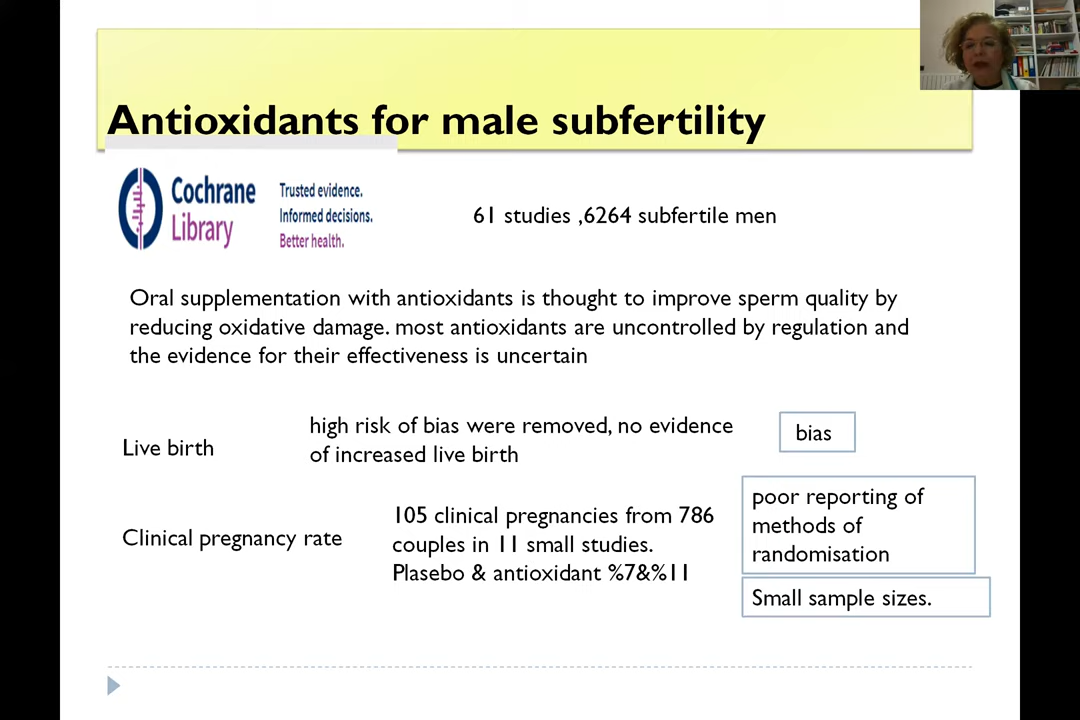 Antioxidants for male subfertility
Cochrane
Library
Trusted evidence.
Informed decisions.
Better health.
61 studies ,6264 subfertile men
Oral supplementation with antioxidants is thought to improve sperm quality by
reducing oxidative damage. most antioxidants are uncontrolled by regulation and
the evidence for their effectiveness is uncertain
Live birth
high risk of bias were removed, no evidence
of increased live birth
bias
Clinical pregnancy rate
105 clinical pregnancies from 786
couples in 11 small studies.
Plasebo & antioxidant %7&%11
poor reporting of
methods of
randomisation
Small sample sizes.